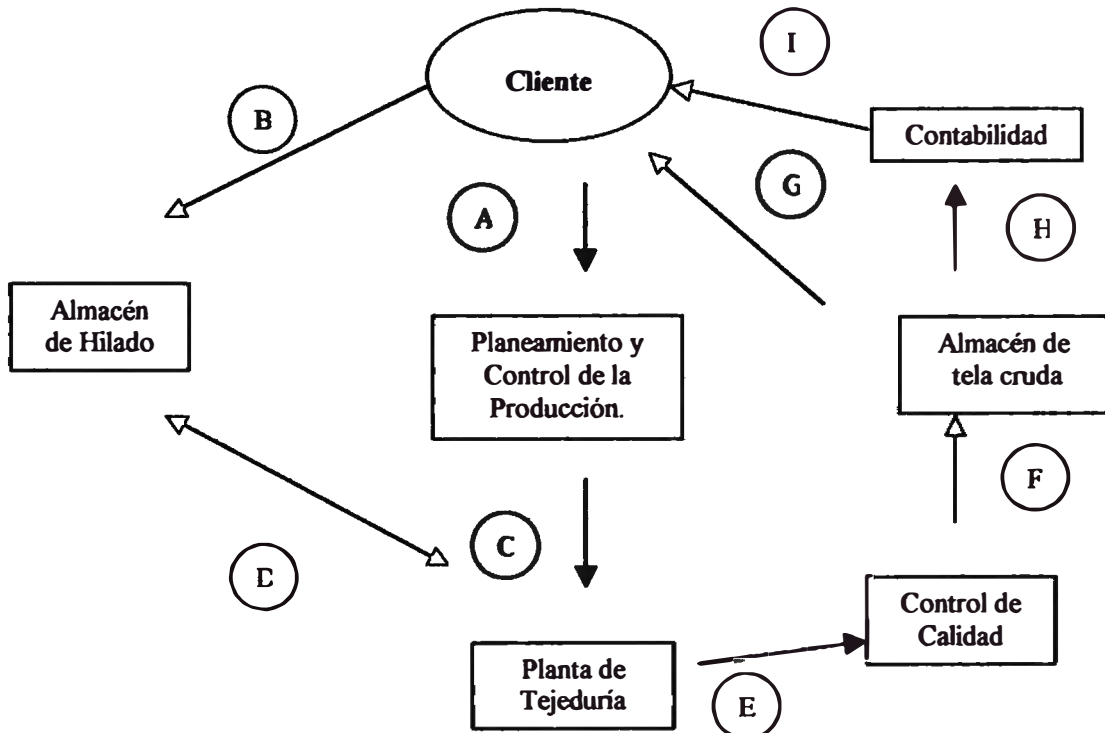 I
Cliente
B
Contabilidad
G
A
H
Almacén
de Hilado
Planeamiento y
Control de la
Producción.
Almacén de
tela cruda
F
C
D
Control de
Calidad
Planta de
Tejeduría
E